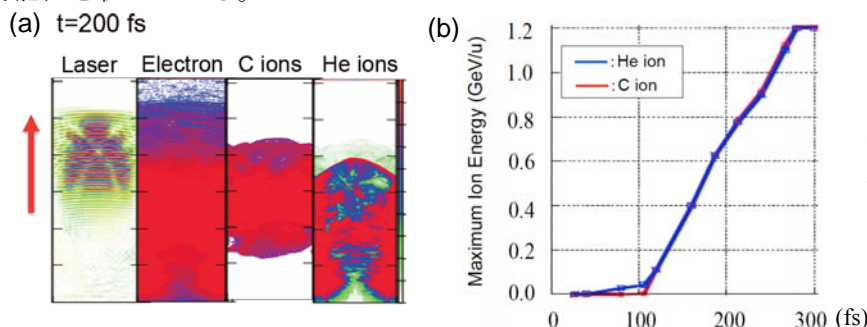 (a) t=200 fs
Laser Electron C ions He ions
(b)
Maximum Ion Energy (GeV/u)
1.2
1.0
0.8
0.6
0.4
0.2
0.0
:He ion
:C ion
0 100 200 300 (fs)